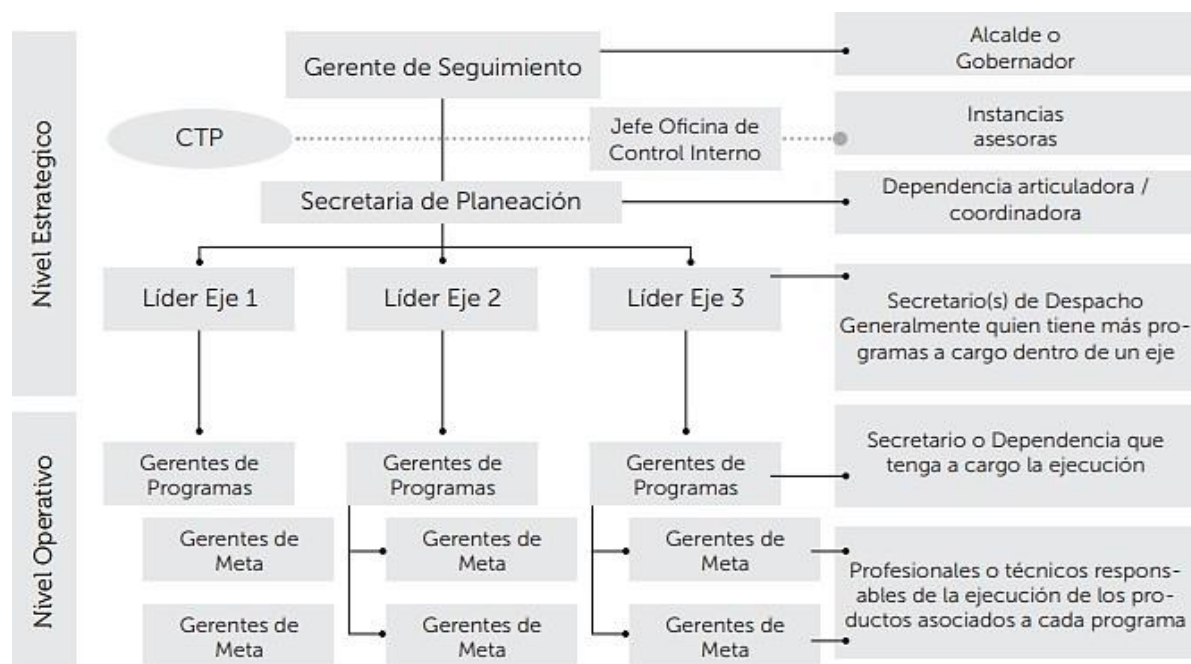 Nivel Estrategico
Gerente de Seguimiento
Alcalde o
Gobernador
CTP
Jefe Oficina de
Control Interno
Instancias
asesoras
Secretaria de Planeación
Dependencia articuladora /
coordinadora
Líder Eje 1
Líder Eje 2
Líder Eje 3
Secretario(s) de Despacho
Generalmente quien tiene más pro-
gramas a cargo dentro de un eje
Nivel Operativo
Gerentes de
Programas
Gerentes de
Programas
Gerentes de
Programas
Secretario o Dependencia que
tenga a cargo la ejecución
Gerentes de
Meta
Gerentes de
Meta
Gerentes de
Meta
Gerentes de
Meta
Gerentes de
Meta
Gerentes de
Meta
Profesionales o técnicos respons-
ables de la ejecución de los pro-
ductos asociados a cada programa